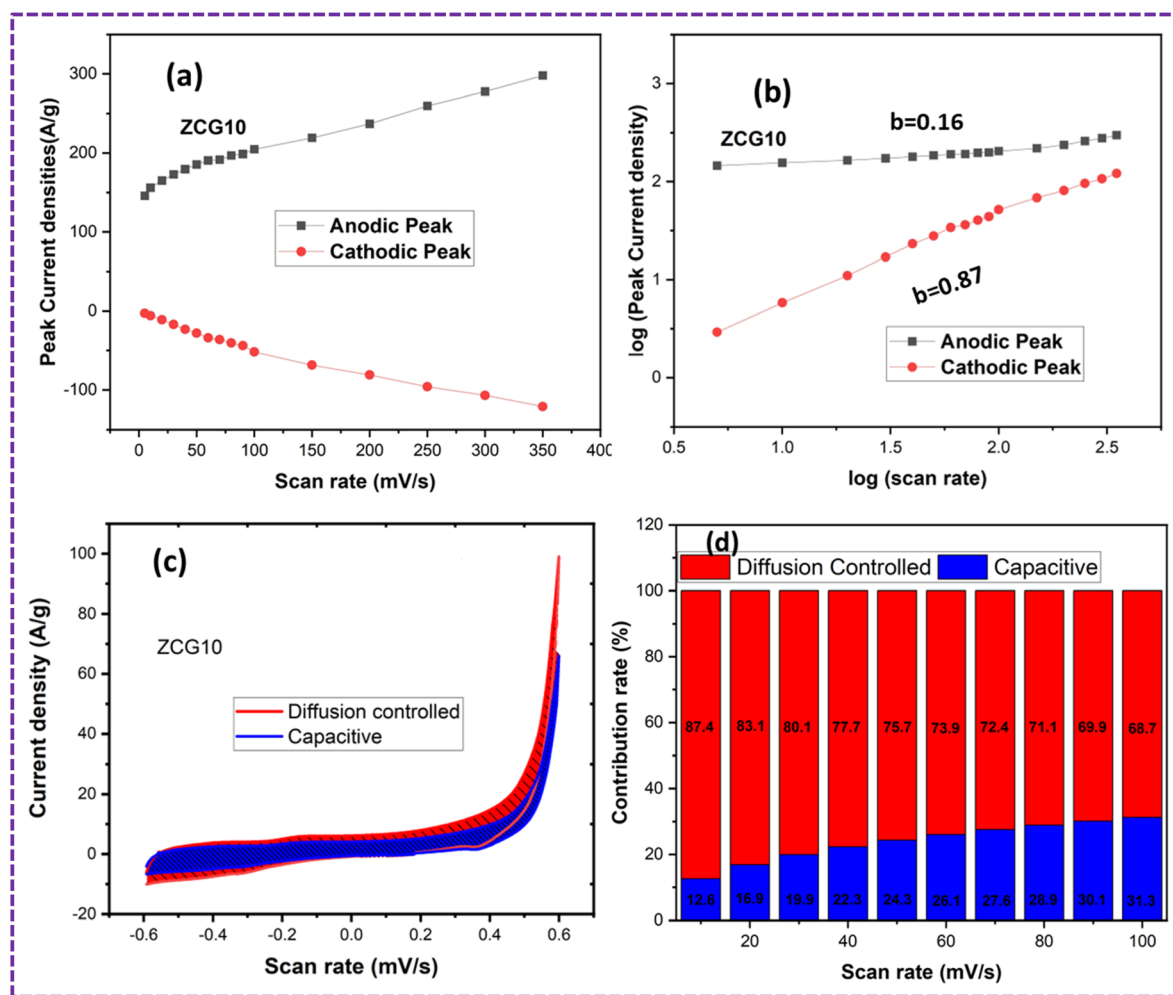 (a)
ZCG10
Anodic Peak
Cathodic Peak
Peak Current densities(A/g)
300
200
100
0
-100
0
50
100
150
200
250
300
350
400
Scan rate (mV/s)
(b)
ZCG10
b=0.16
b=0.87
Anodic Peak
Cathodic Peak
log (Peak Current density)
3
2
1
0
0.5
1.0
1.5
2.0
2.5
log (scan rate)
(c)
ZCG10
Diffusion controlled
Capacitive
Current density (A/g)
100
80
60
40
20
0
-20
-0.6
-0.4
-0.2
0.0
0.2
0.4
0.6
Scan rate (mV/s)
(d)
Diffusion Controlled
Capacitive
Contribution rate (%)
120
100
80
60
40
20
0
87.4
83.1
80.1
77.7
75.7
73.9
72.4
71.1
69.9
68.7
12.6
16.9
19.9
22.3
24.3
26.1
27.6
28.9
30.1
31.3
20
40
60
80
100
Scan rate (mV/s)